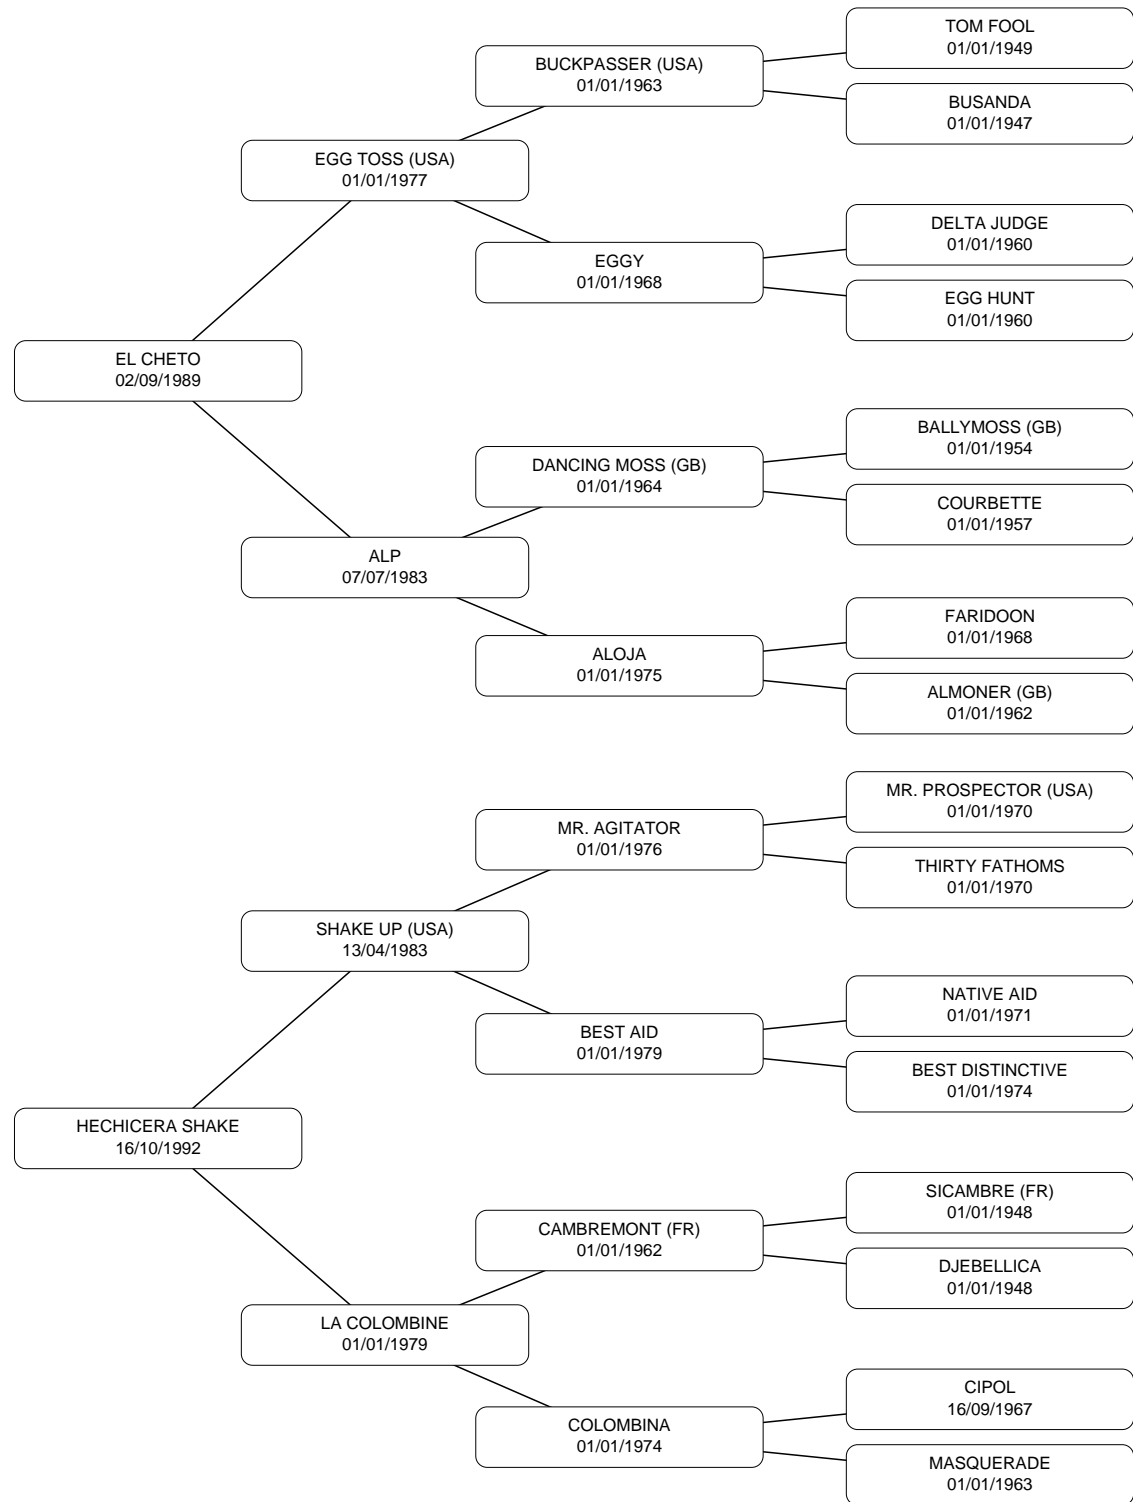 TOM FOOL
01/01/1949
BUCKPASSER (USA)
01/01/1963
BUSANDA
01/01/1947
EGG TOSS (USA)
01/01/1977
DELTA JUDGE
01/01/1960
EGGY
01/01/1968
EGG HUNT
01/01/1960
EL CHETO
02/09/1989
BALLYMOSS (GB)
01/01/1954
DANCING MOSS (GB)
01/01/1964
COURBETTE
01/01/1957
ALP
07/07/1983
FARIDOON
01/01/1968
ALOJA
01/01/1975
ALMONER (GB)
01/01/1962
MR. PROSPECTOR (USA)
01/01/1970
MR. AGITATOR
01/01/1976
THIRTY FATHOMS
01/01/1970
SHAKE UP (USA)
13/04/1983
NATIVE AID
01/01/1971
BEST AID
01/01/1979
BEST DISTINCTIVE
01/01/1974
HECHICERA SHAKE
16/10/1992
SICAMBRE (FR)
01/01/1948
CAMBREMONT (FR)
01/01/1962
DJEBELLICA
01/01/1948
LA COLOMBINE
01/01/1979
CIPOL
16/09/1967
COLOMBINA
01/01/1974
MASQUERADE
01/01/1963